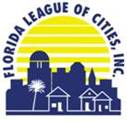 FLORIDA LEAGUE OF CITIES, INC.